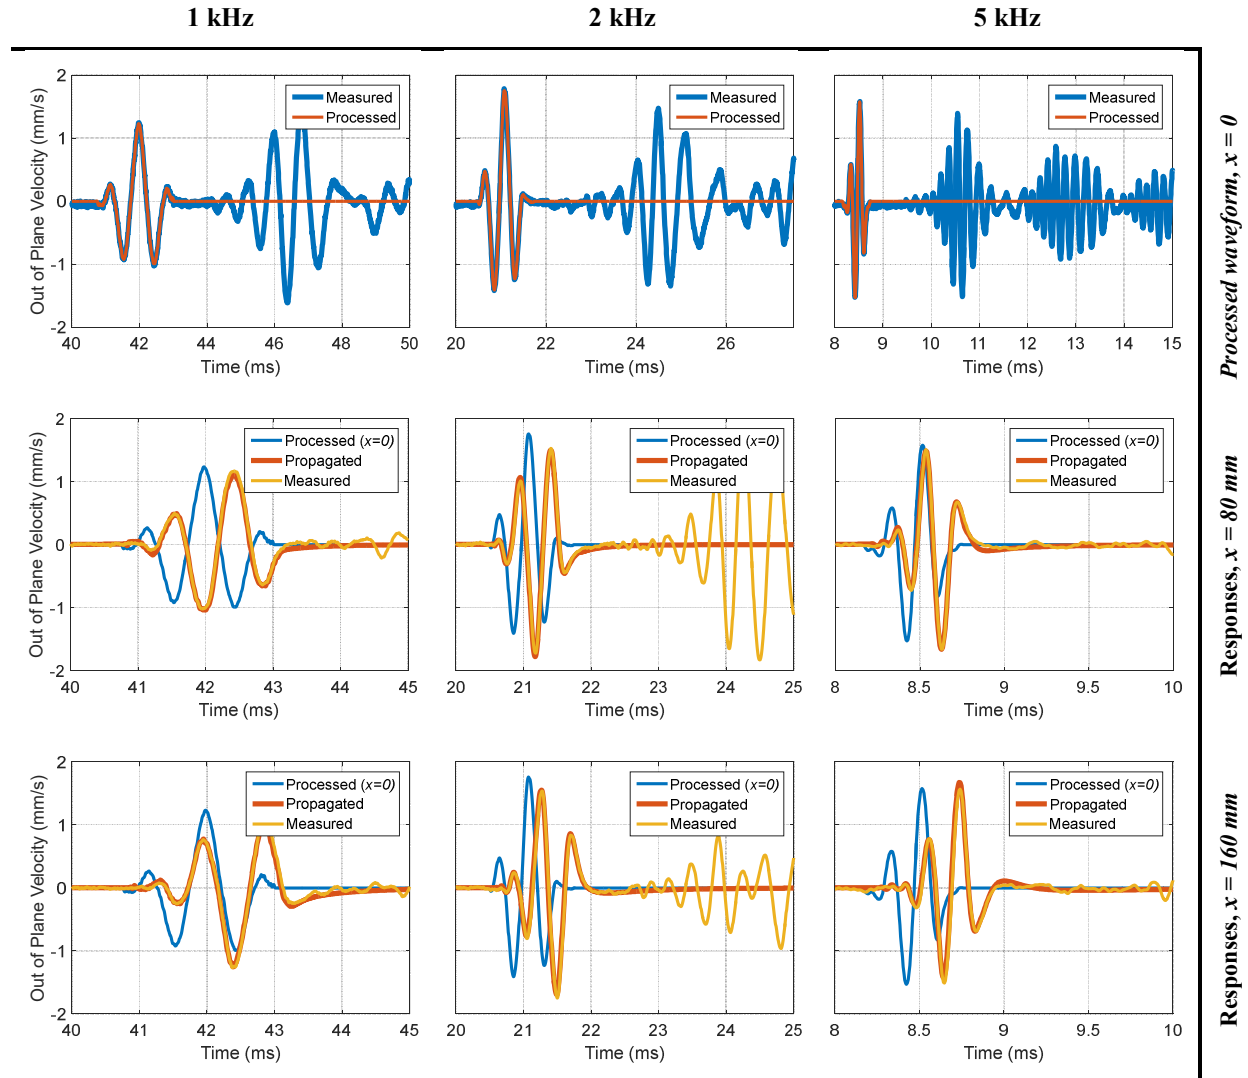 1 kHz 2 kHz 5 kHz
Out of Plane Velocity (mm/s)
2
1
0
-1
-2
Measured
Processed
40 42 44 46 48 50
Time (ms)
Measured
Processed
20 22 24 26
Time (ms)
Measured
Processed
8 9 10 11 12 13 14 15
Time (ms)
Processed waveform, x = 0
Out of Plane Velocity (mm/s)
2
1
0
-1
-2
Processed (x=0)
Propagated
Measured
40 41 42 43 44 45
Time (ms)
Processed (x=0)
Propagated
Measured
20 21 22 23 24 25
Time (ms)
Processed (x=0)
Propagated
Measured
8 8.5 9 9.5 10
Time (ms)
Responses, x = 80 mm
Out of Plane Velocity (mm/s)
2
1
0
-1
-2
Processed (x=0)
Propagated
Measured
40 41 42 43 44 45
Time (ms)
Processed (x=0)
Propagated
Measured
20 21 22 23 24 25
Time (ms)
Processed (x=0)
Propagated
Measured
8 8.5 9 9.5 10
Time (ms)
Responses, x = 160 mm